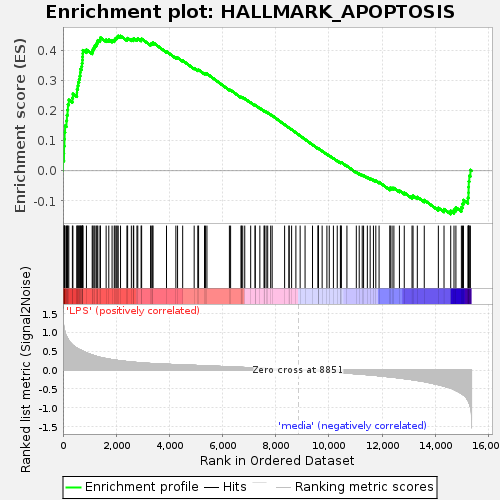 Enrichment plot: HALLMARK_APOPTOSIS
Enrichment score (ES)
0.4
0.3
0.2
0.1
0.0
-0.1
Ranked list metric (Signal2Noise)
'LPS' (positively correlated)
1.5
1.0
0.5
0.0
-0.5
-1.0
-1.5
Zero cross at 8851
'media' (negatively correlated)
0
2,000
4,000
6,000
8,000
10,000
12,000
14,000
16,000
Rank in Ordered Dataset
Enrichment profile
Hits
Ranking metric scores